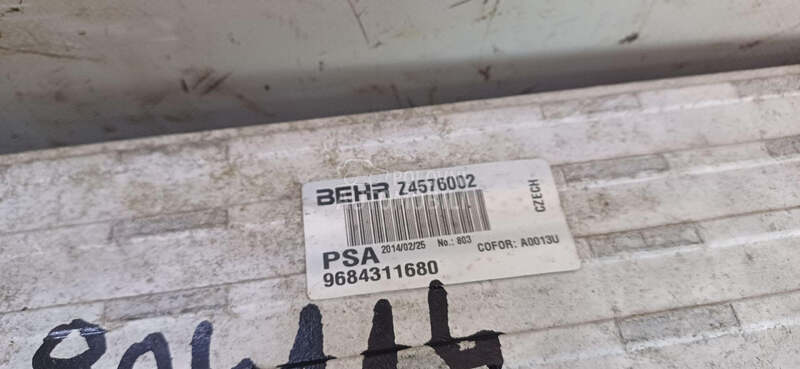 BEHR Z4576002
CZECH
2014/02/25 No.: 803
PSA COFOR: A0013U
9684311680